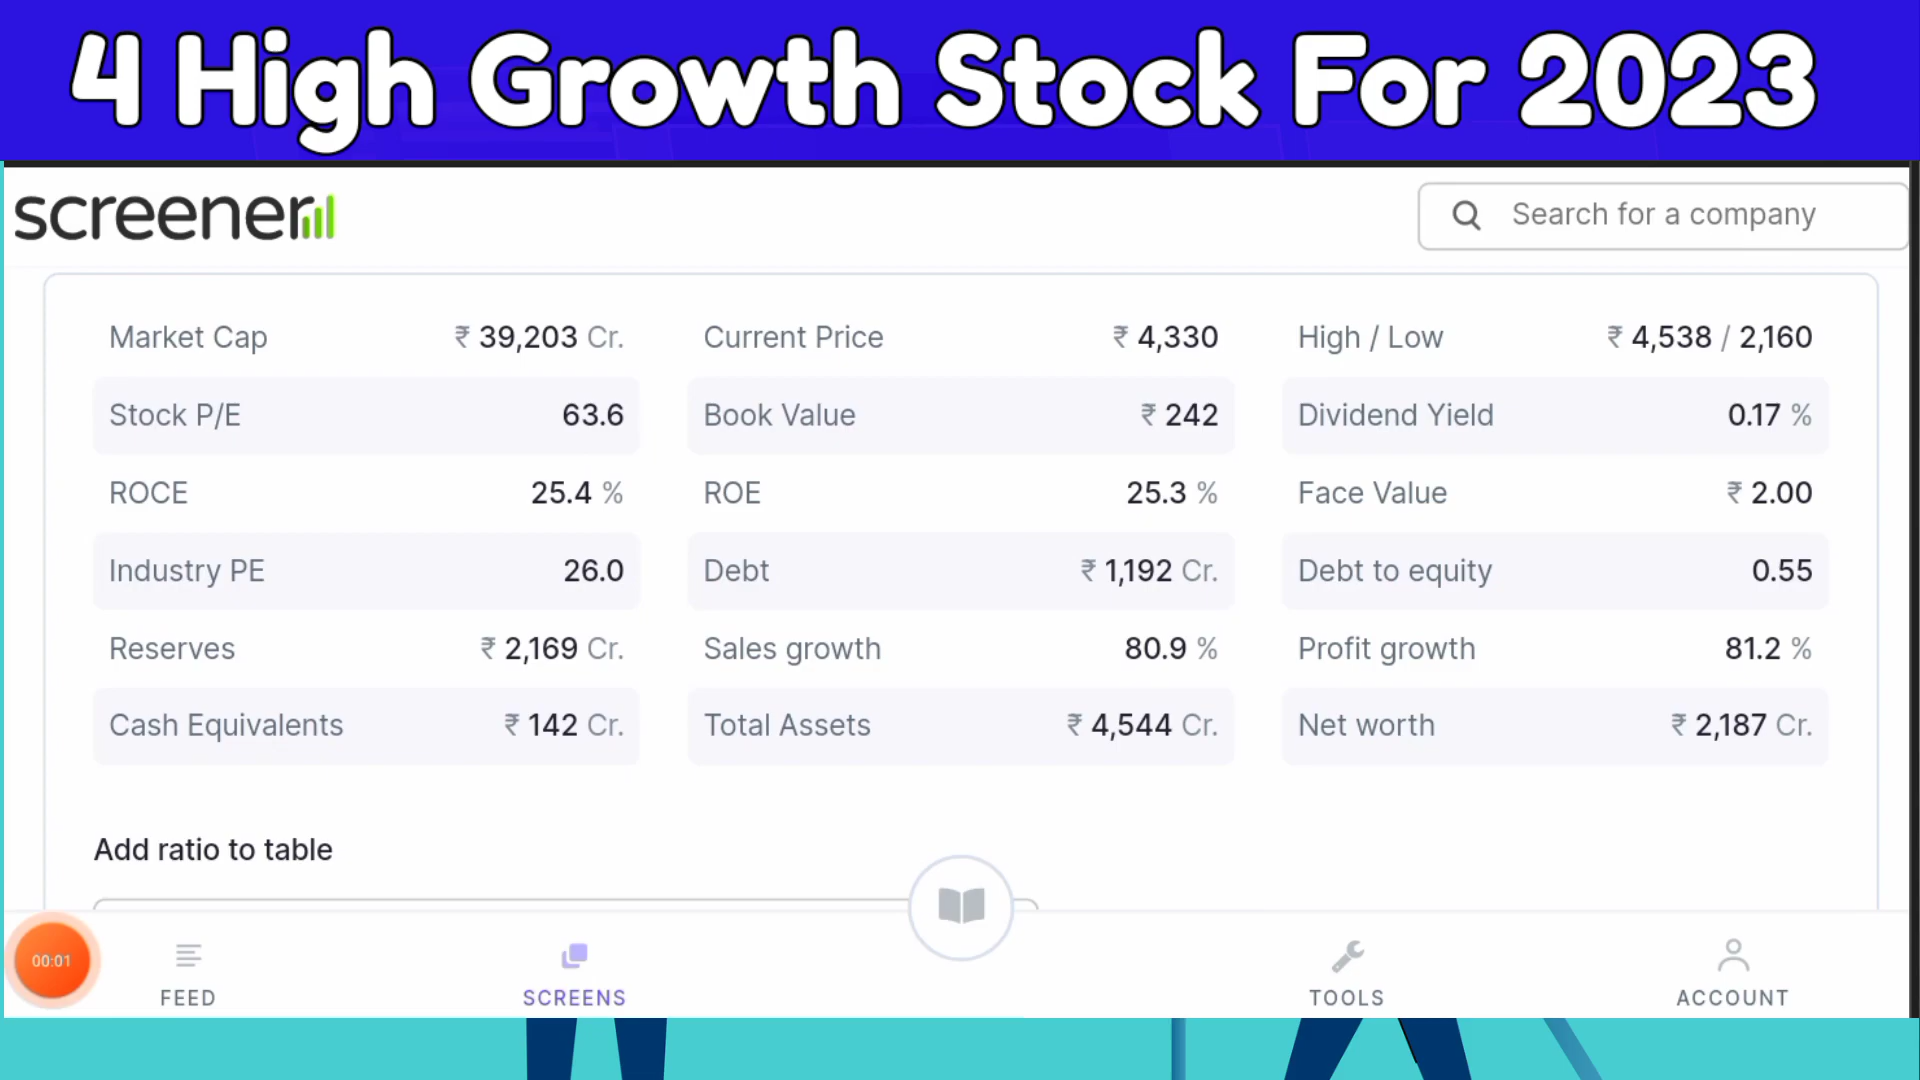 4 High Growth Stock For 2023
screener
Search for a company
Market Cap ₹ 39,203 Cr. Current Price ₹ 4,330 High / Low ₹ 4,538 / 2,160
Stock P/E 63.6 Book Value ₹ 242 Dividend Yield 0.17 %
ROCE 25.4 % ROE 25.3 % Face Value ₹ 2.00
Industry PE 26.0 Debt ₹ 1,192 Cr. Debt to equity 0.55
Reserves ₹ 2,169 Cr. Sales growth 80.9 % Profit growth 81.2 %
Cash Equivalents ₹ 142 Cr. Total Assets ₹ 4,544 Cr. Net worth ₹ 2,187 Cr.
Add ratio to table
00:01
FEED SCREENS TOOLS ACCOUNT